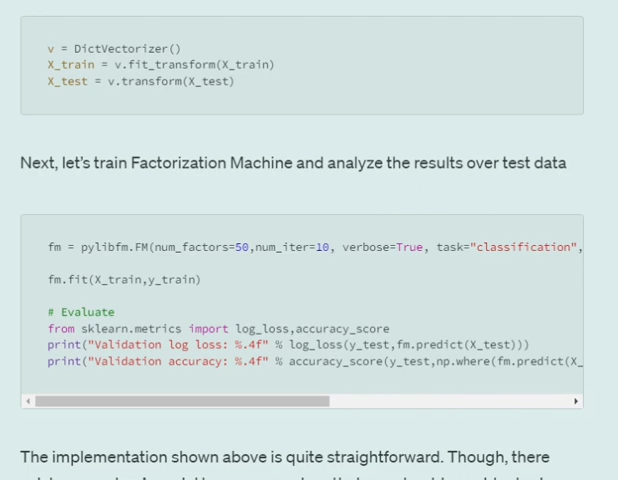 v = DictVectorizer()
X_train = v.fit_transform(X_train)
X_test = v.transform(X_test)
Next, let's train Factorization Machine and analyze the results over test data
fm = pylibfm.FM(num_factors=50,num_iter=10, verbose=True, task="classification",
fm.fit(X_train,y_train)
# Evaluate
from sklearn.metrics import log_loss,accuracy_score
print("Validation log loss: %.4f" % log_loss(y_test,fm.predict(X_test)))
print("Validation accuracy: %.4f" % accuracy_score(y_test,np.where(fm.predict(X_
The implementation shown above is quite straightforward. Though, there